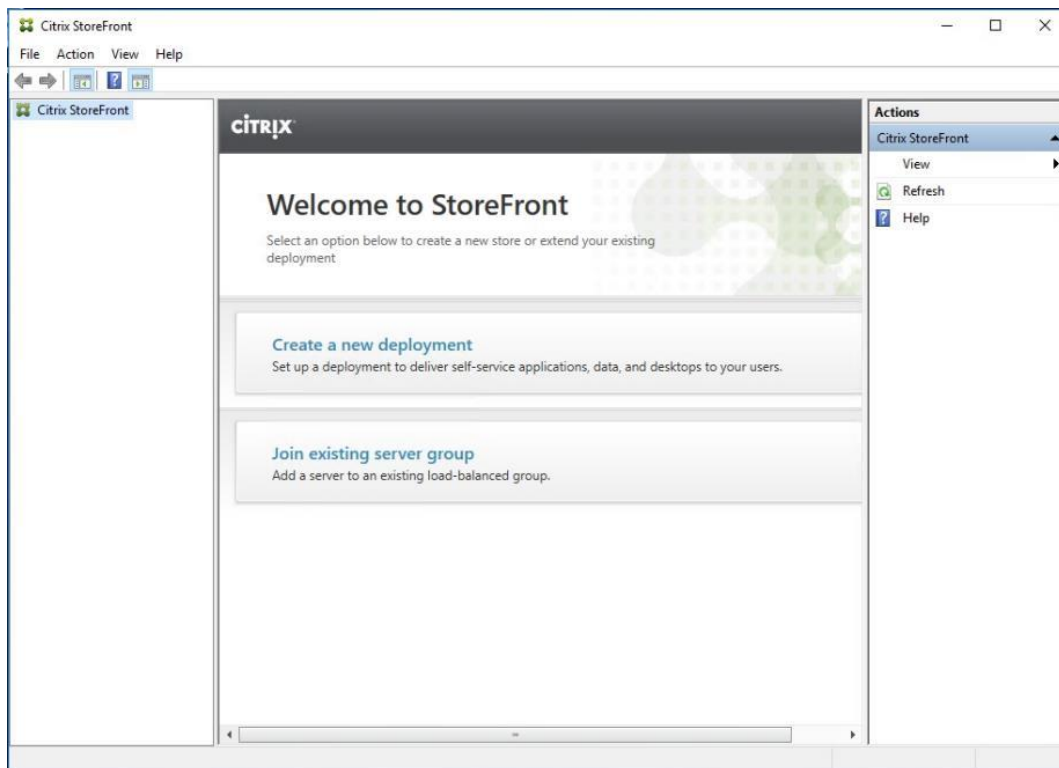 Citrix StoreFront
File Action View Help
Citrix StoreFront
CİTRIX
Welcome to StoreFront
Select an option below to create a new store or extend your existing
deployment
Create a new deployment
Set up a deployment to deliver self-service applications, data, and desktops to your users.
Join existing server group
Add a server to an existing load-balanced group.
Actions
Citrix StoreFront
View
Refresh
Help